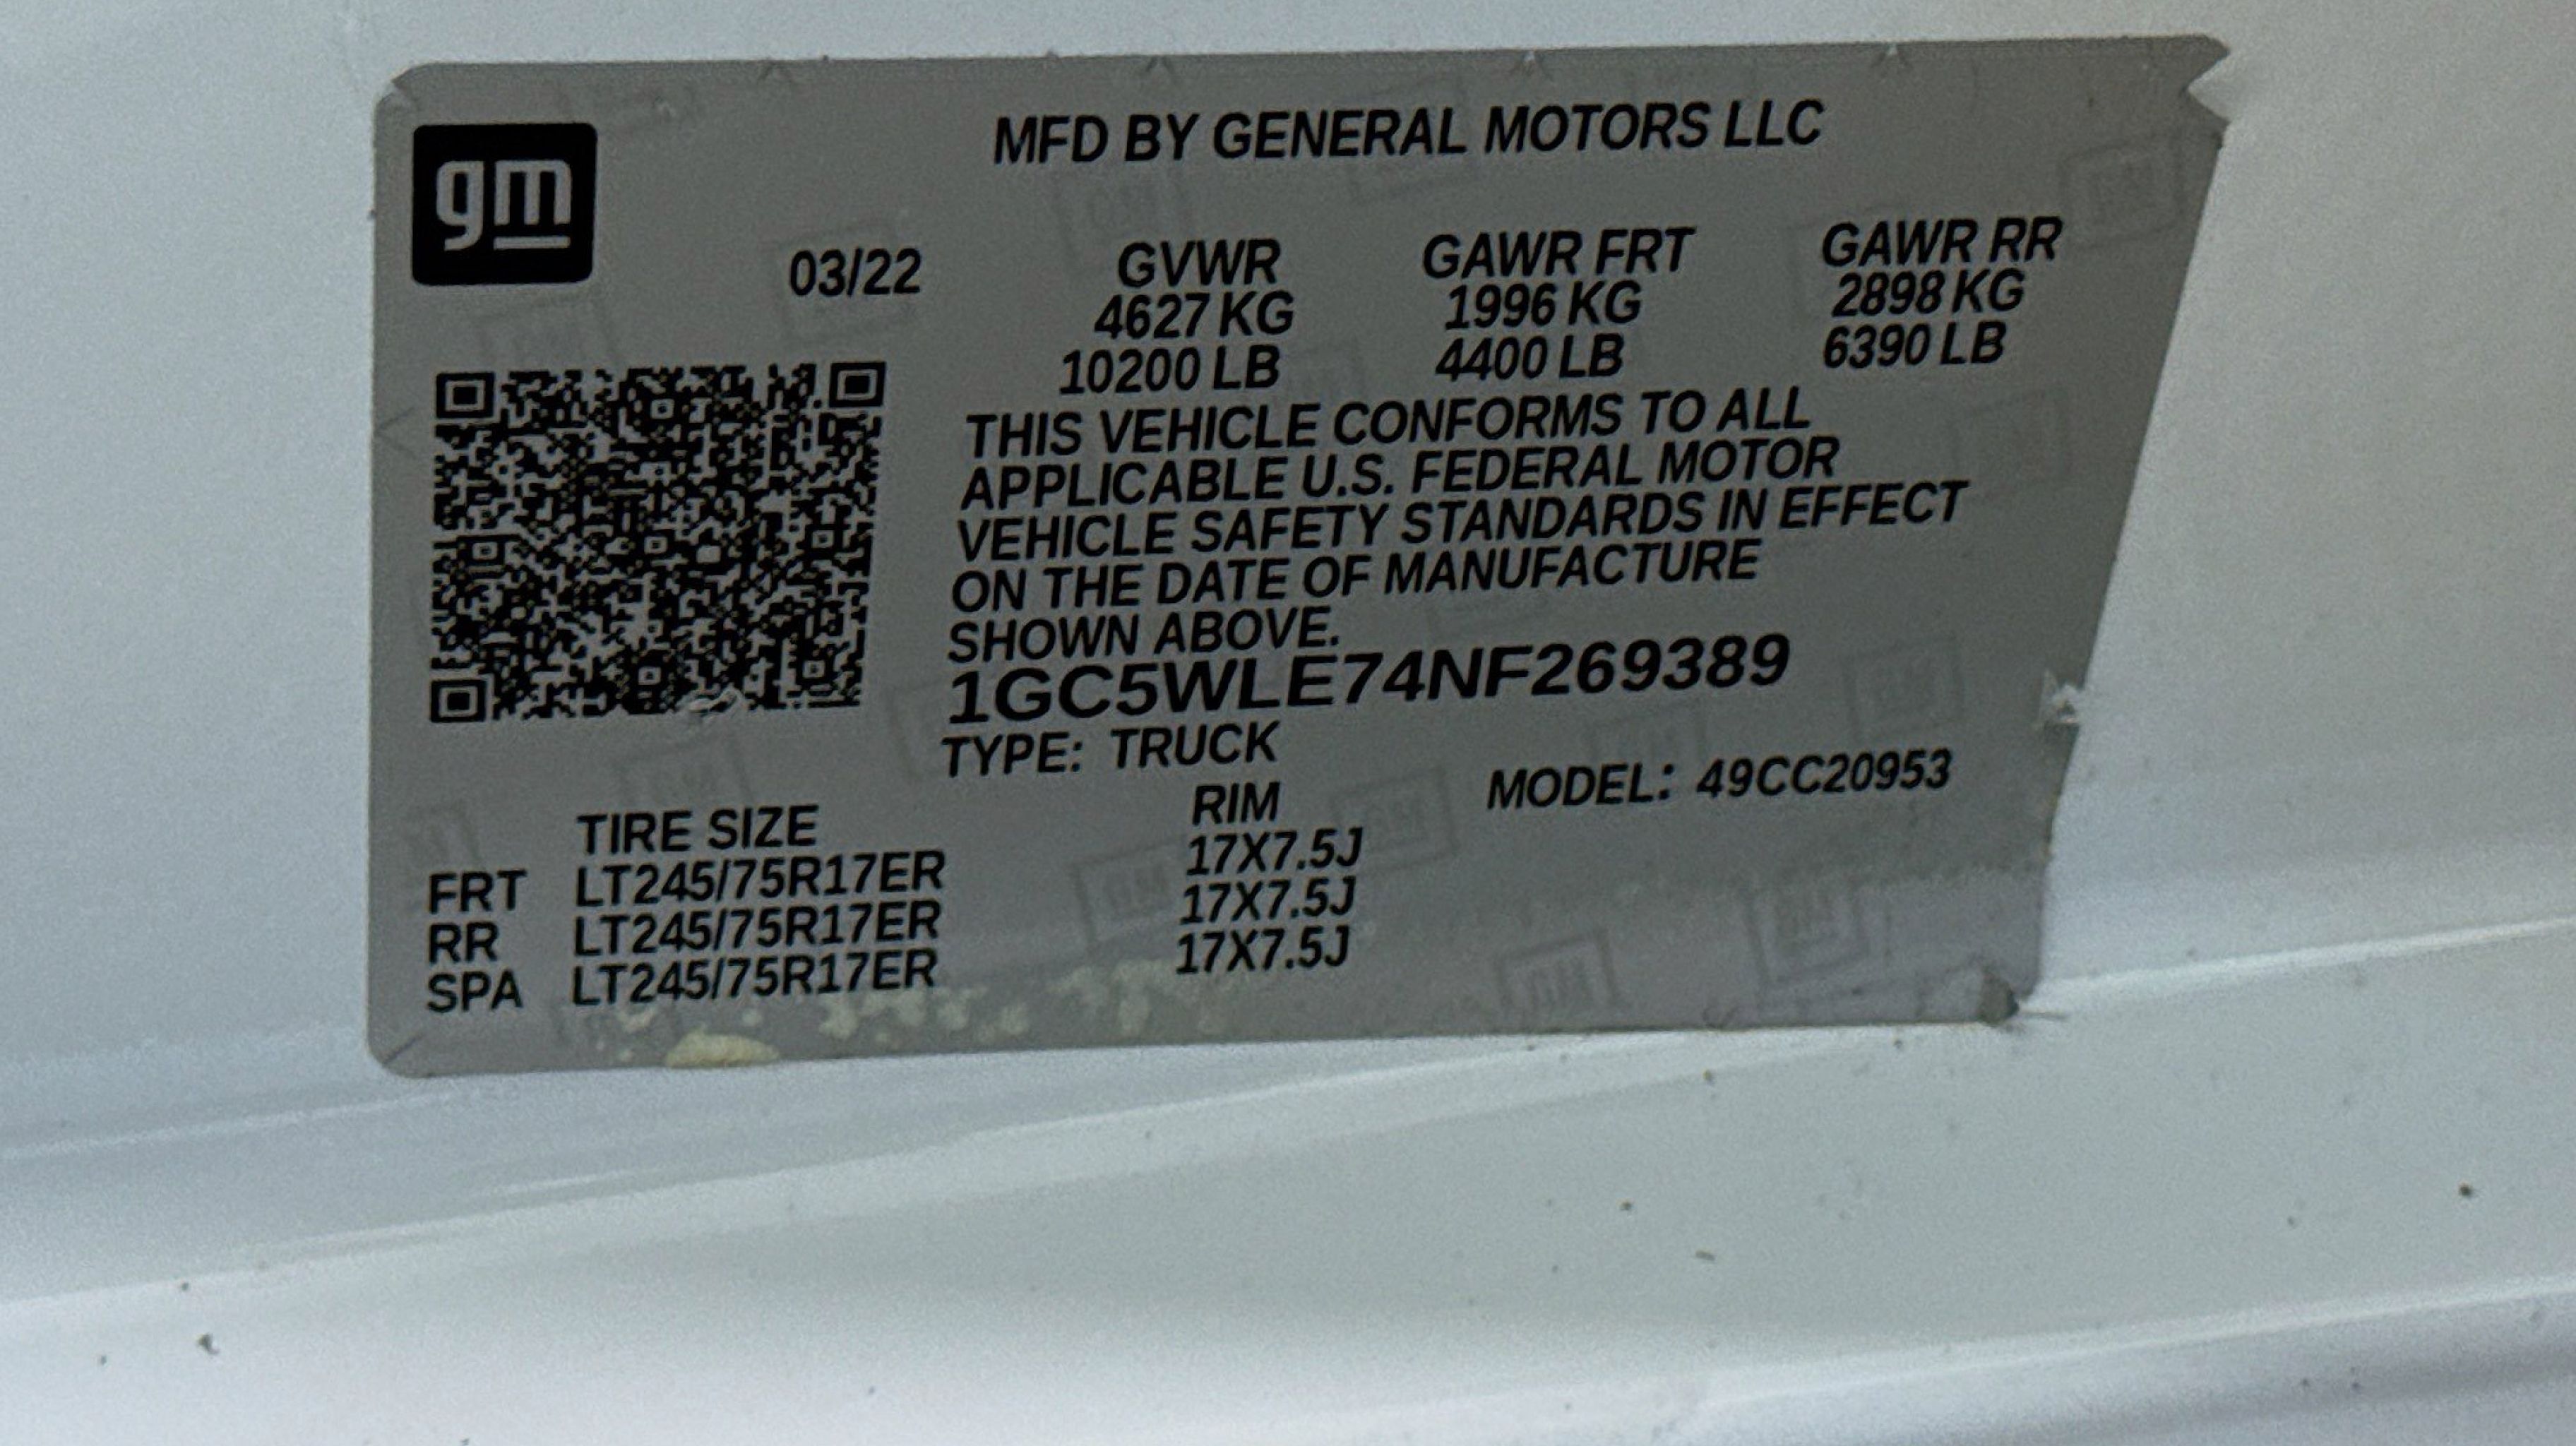 gm
MFD BY GENERAL MOTORS LLC
03/22 GVWR GAWR FRT GAWR RR
4627 KG 1996 KG 2898 KG
10200 LB 4400 LB 6390 LB
THIS VEHICLE CONFORMS TO ALL
APPLICABLE U.S. FEDERAL MOTOR
VEHICLE SAFETY STANDARDS IN EFFECT
ON THE DATE OF MANUFACTURE
SHOWN ABOVE.
1GC5WLE74NF269389
TYPE: TRUCK
MODEL: 49CC20953
TIRE SIZE RIM
FRT LT245/75R17ER 17X7.5J
RR LT245/75R17ER 17X7.5J
SPA LT245/75R17ER 17X7.5J